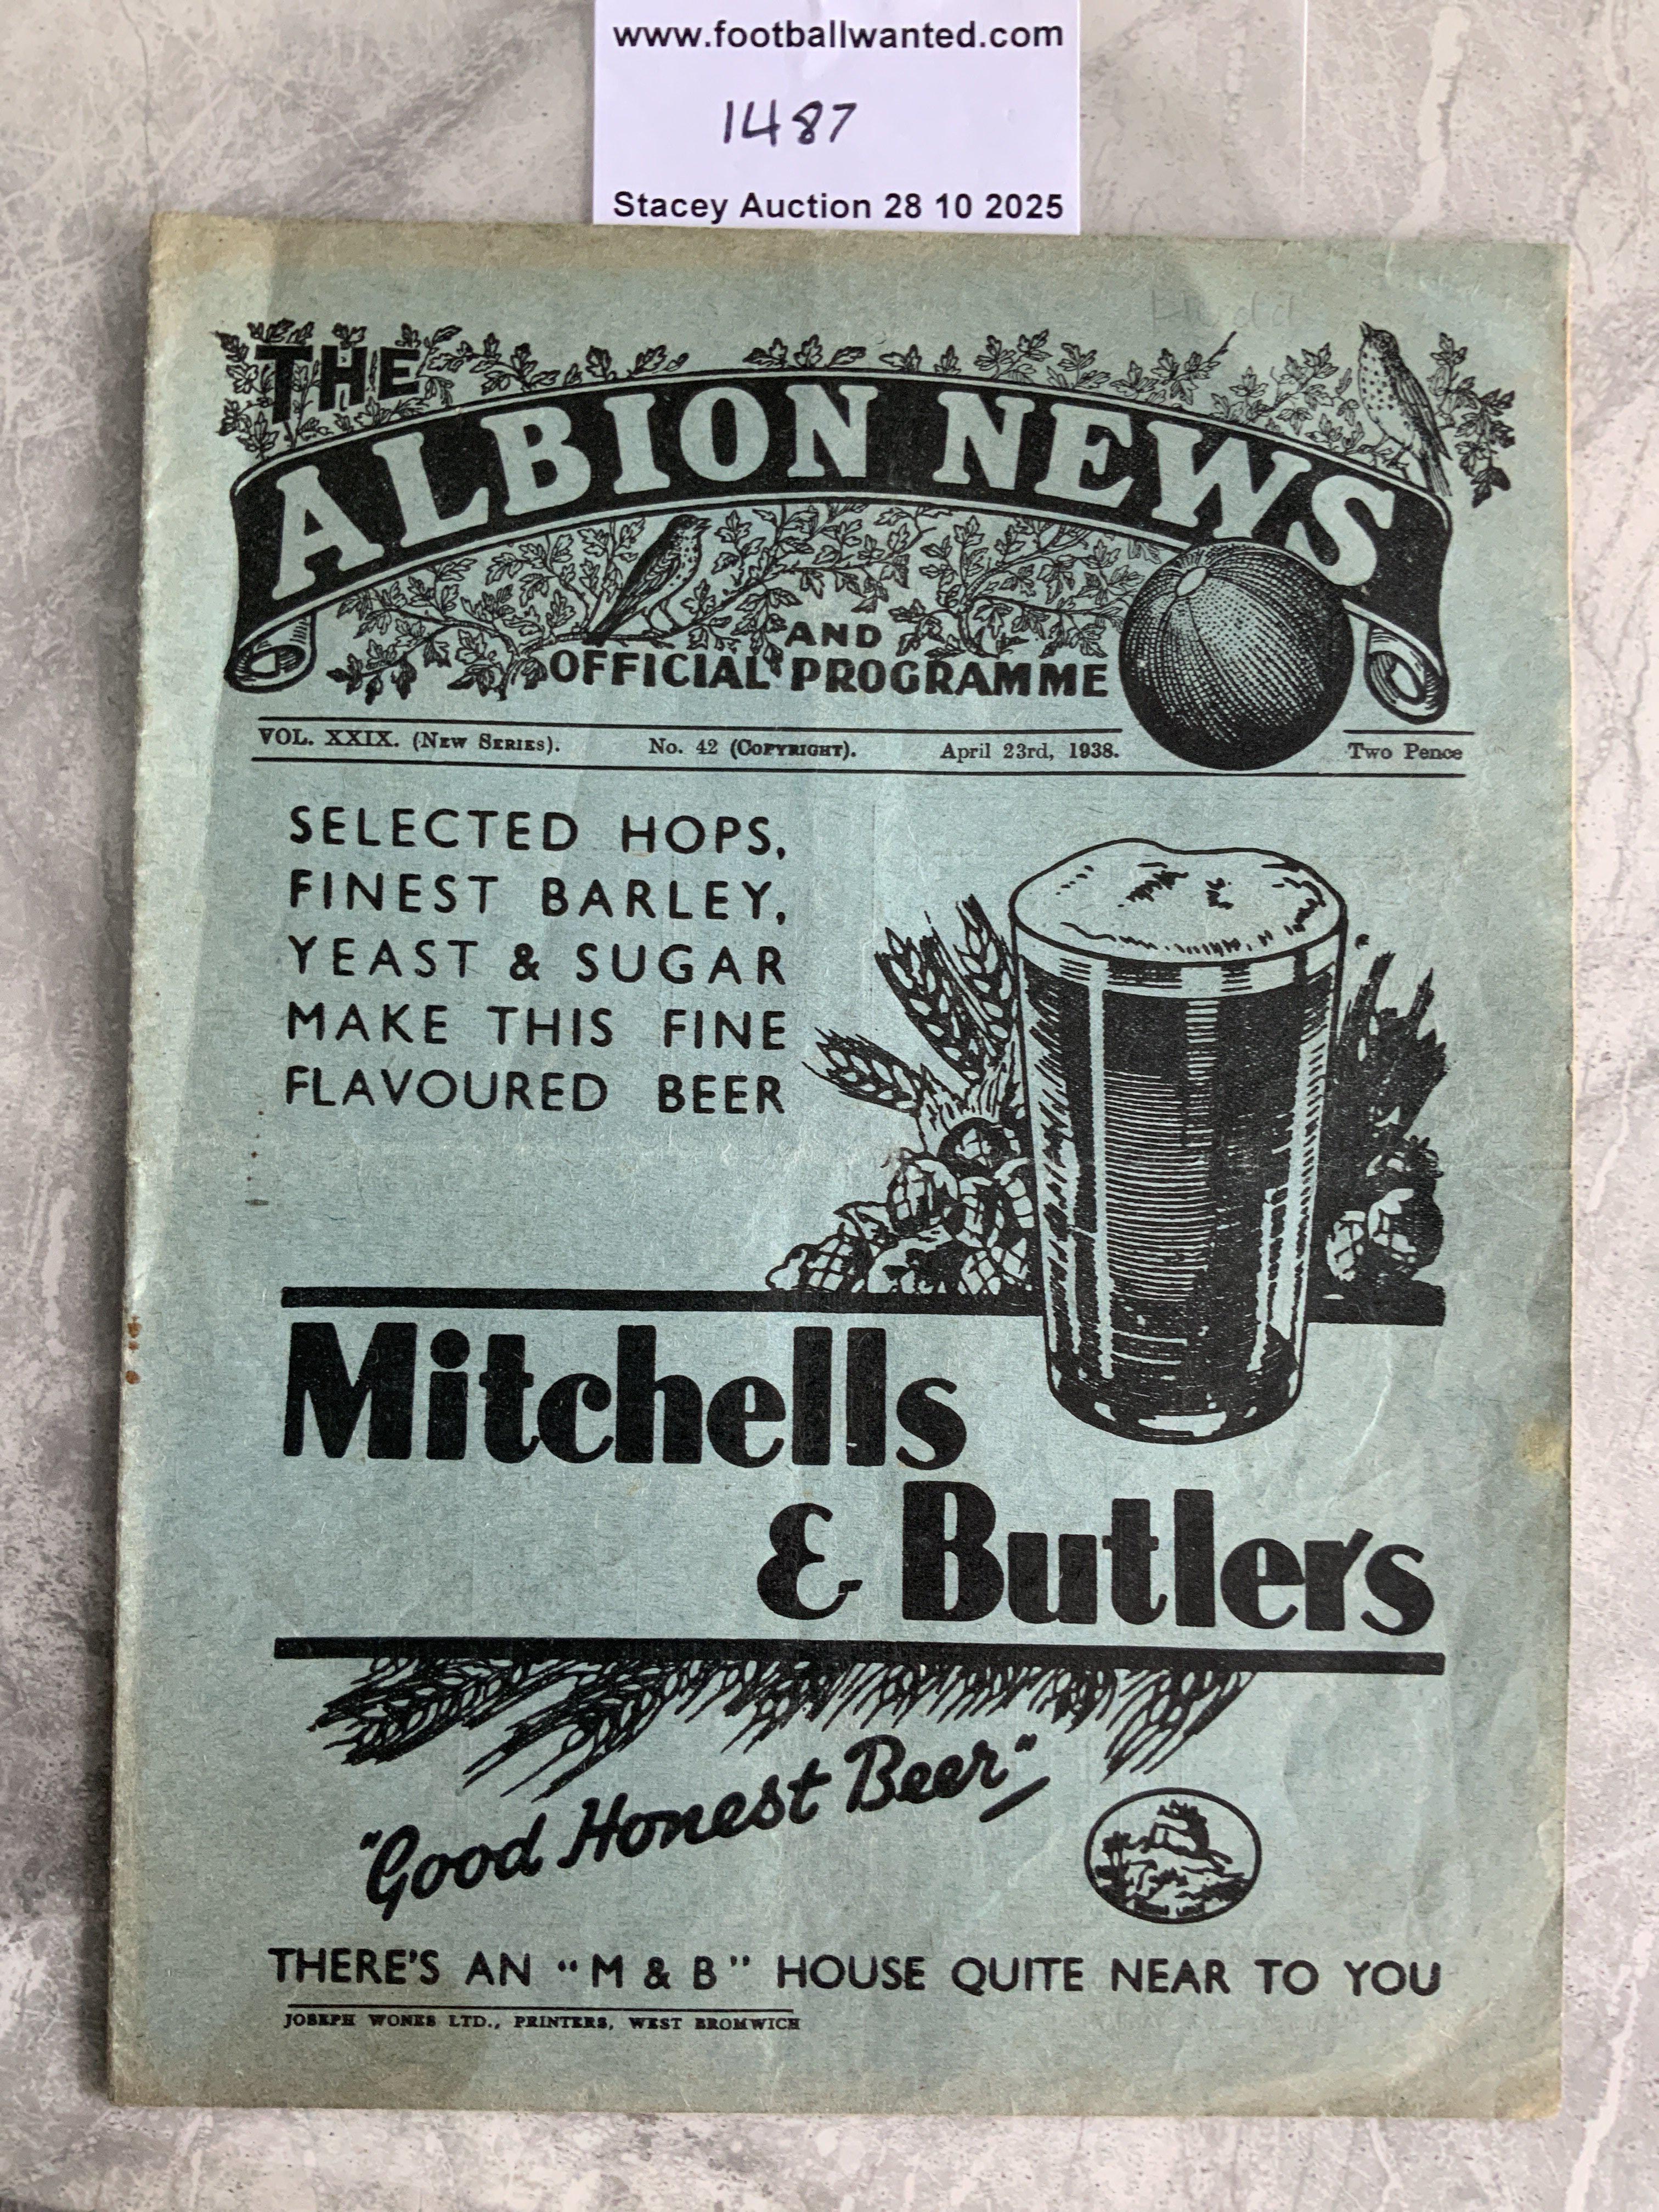 www.footballwanted.com
1487
Stacey Auction 28 10 2025
Hudd
THE
ALBION NEWS
AND
OFFICIAL PROGRAMME
VOL. XXIX. (New Series). No. 42 (Copyright). April 23rd, 1938. Two Pence
SELECTED HOPS,
FINEST BARLEY,
YEAST & SUGAR
MAKE THIS FINE
FLAVOURED BEER
Mitchells
& Butlers
"Good Honest Beer"
THERE'S AN "M & B" HOUSE QUITE NEAR TO YOU
JOSEPH WONES LTD., PRINTERS, WEST BROMWICH